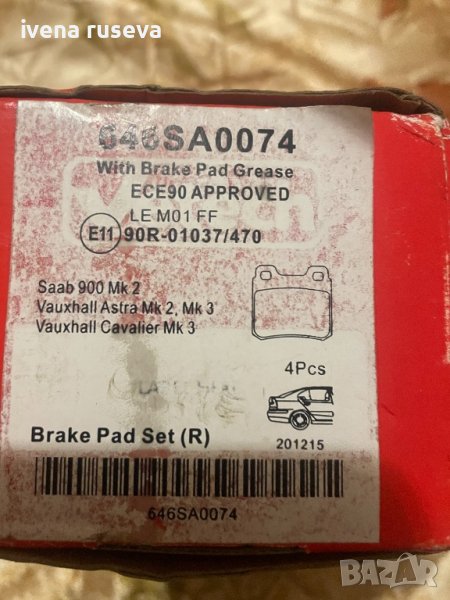 ivena ruseva
646SA0074
With Brake Pad Grease
ECE90 APPROVED
LE M01 FF
E11 90R-01037/470
Saab 900 Mk 2
Vauxhall Astra Mk 2, Mk 3
Vauxhall Cavalier Mk 3
4Pcs
Brake Pad Set (R)
201215
646SA0074
BAZAR